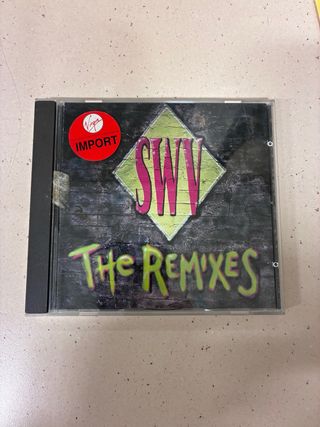 Virgin
IMPORT
SWV
THE REMIXES